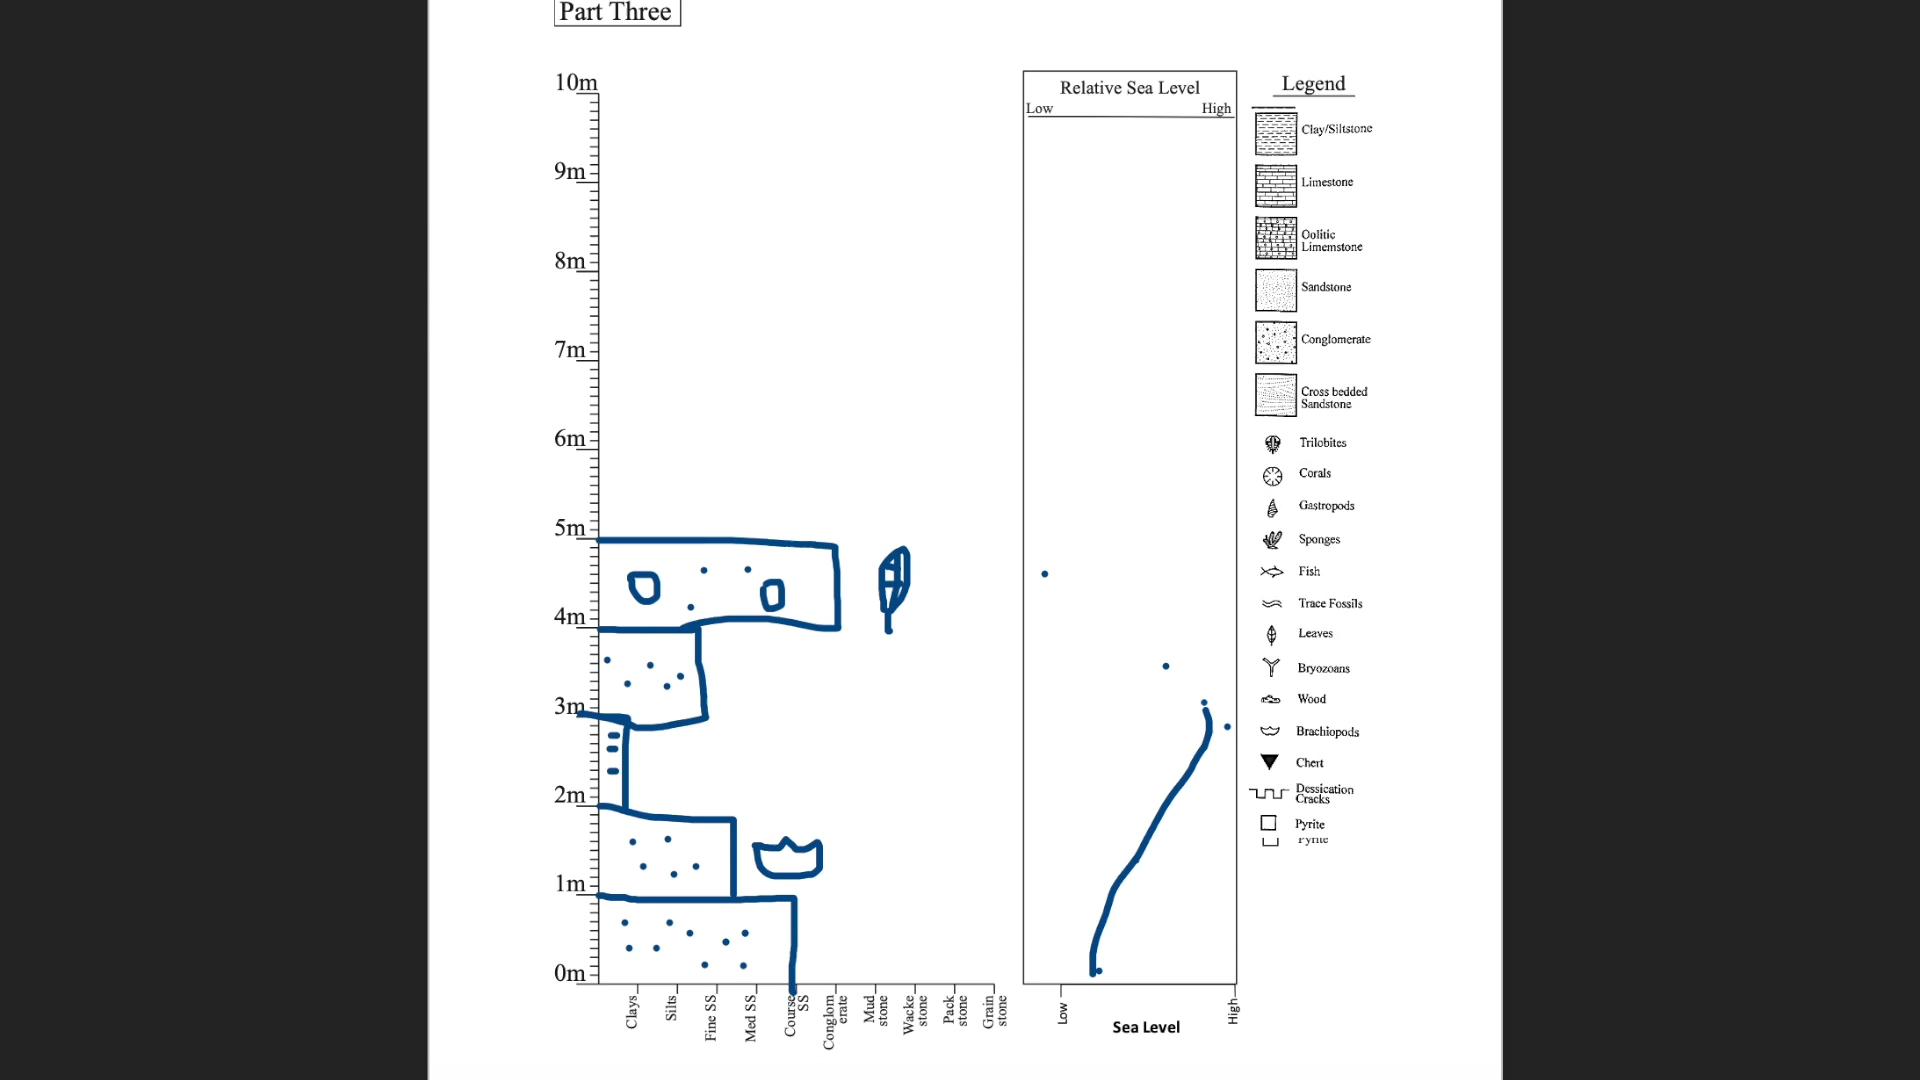 Part Three
10m
9m
8m
7m
6m
5m
4m
3m
2m
1m
0m
Clays
Silts
Fine SS
Med SS
Course
SS
Conglom
erate
Mud
stone
Wacke
stone
Pack
stone
Grain
stone
Relative Sea Level
Low High
Low High
Sea Level
Legend
Clay/Siltstone
Limestone
Oolitic
Limemstone
Sandstone
Conglomerate
Cross bedded
Sandstone
Trilobites
Corals
Gastropods
Sponges
Fish
Trace Fossils
Leaves
Bryozoans
Wood
Brachiopods
Chert
Dessication
Cracks
Pyrite
Pyrite